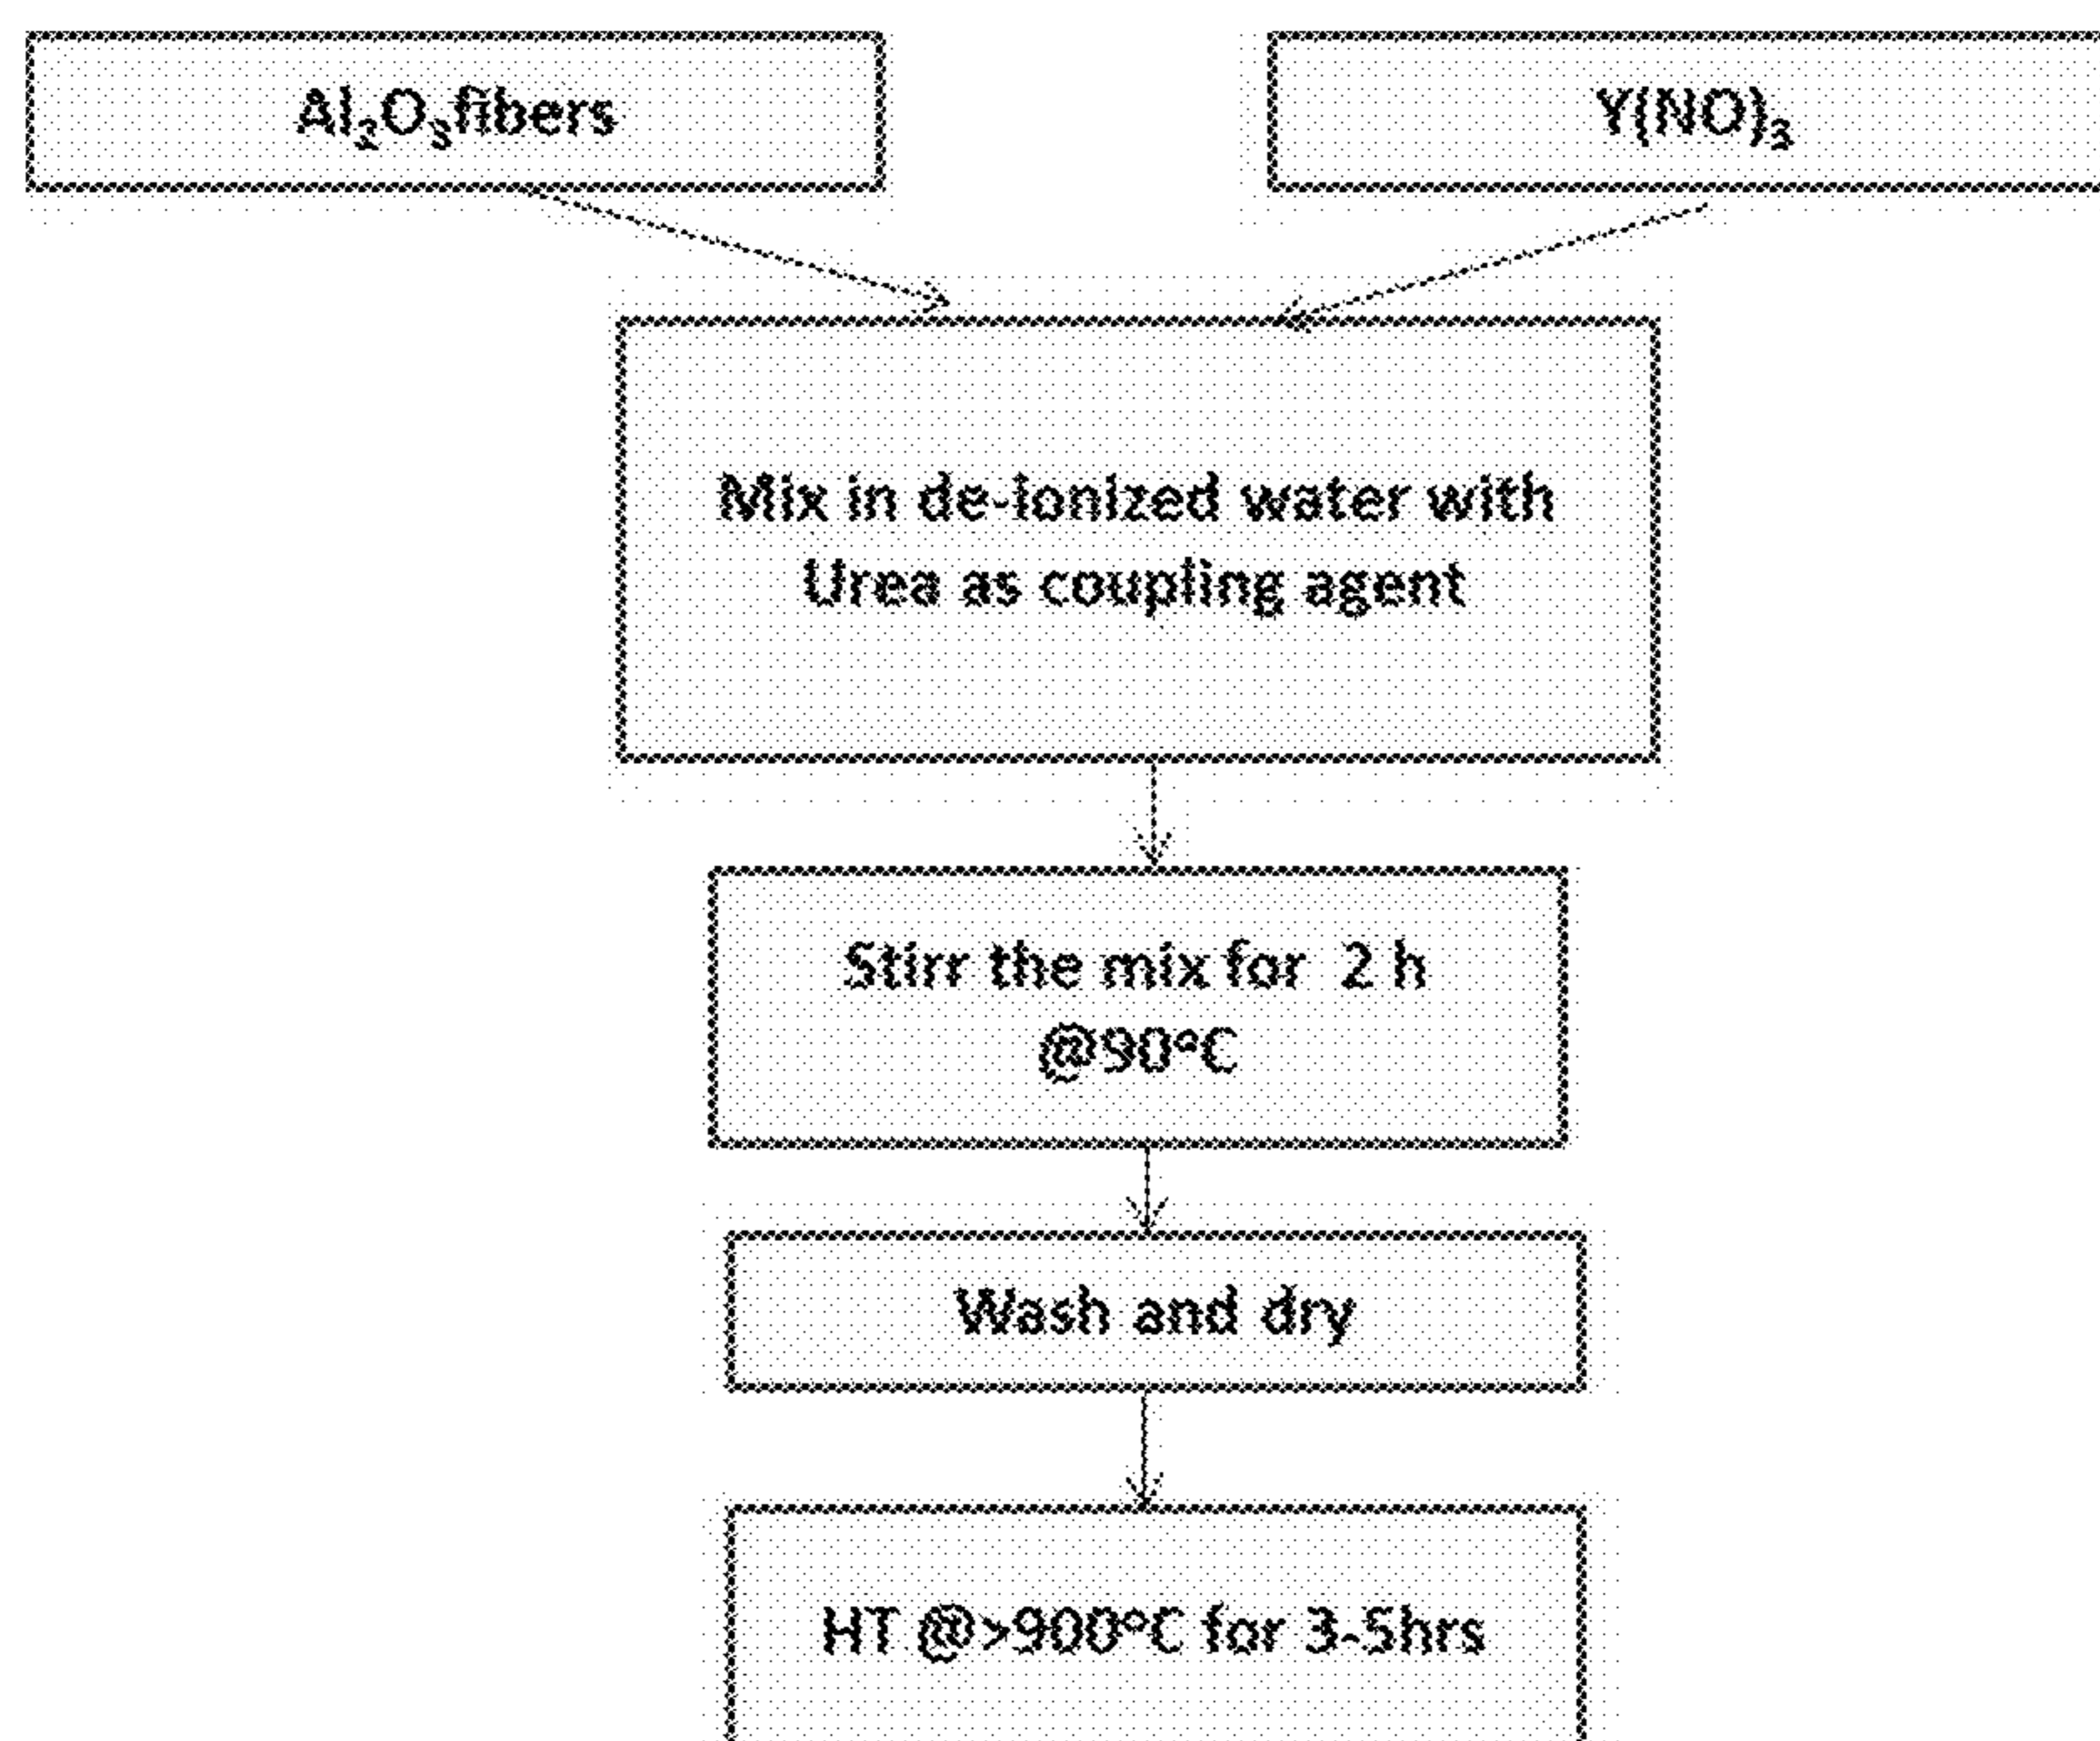 Al₂O₃fibers
Y(NO)₃
Mix in de-ionized water with
Urea as coupling agent
Stirr the mix for 2 h
@90°C
Wash and dry
HT @>900°C for 3-5hrs